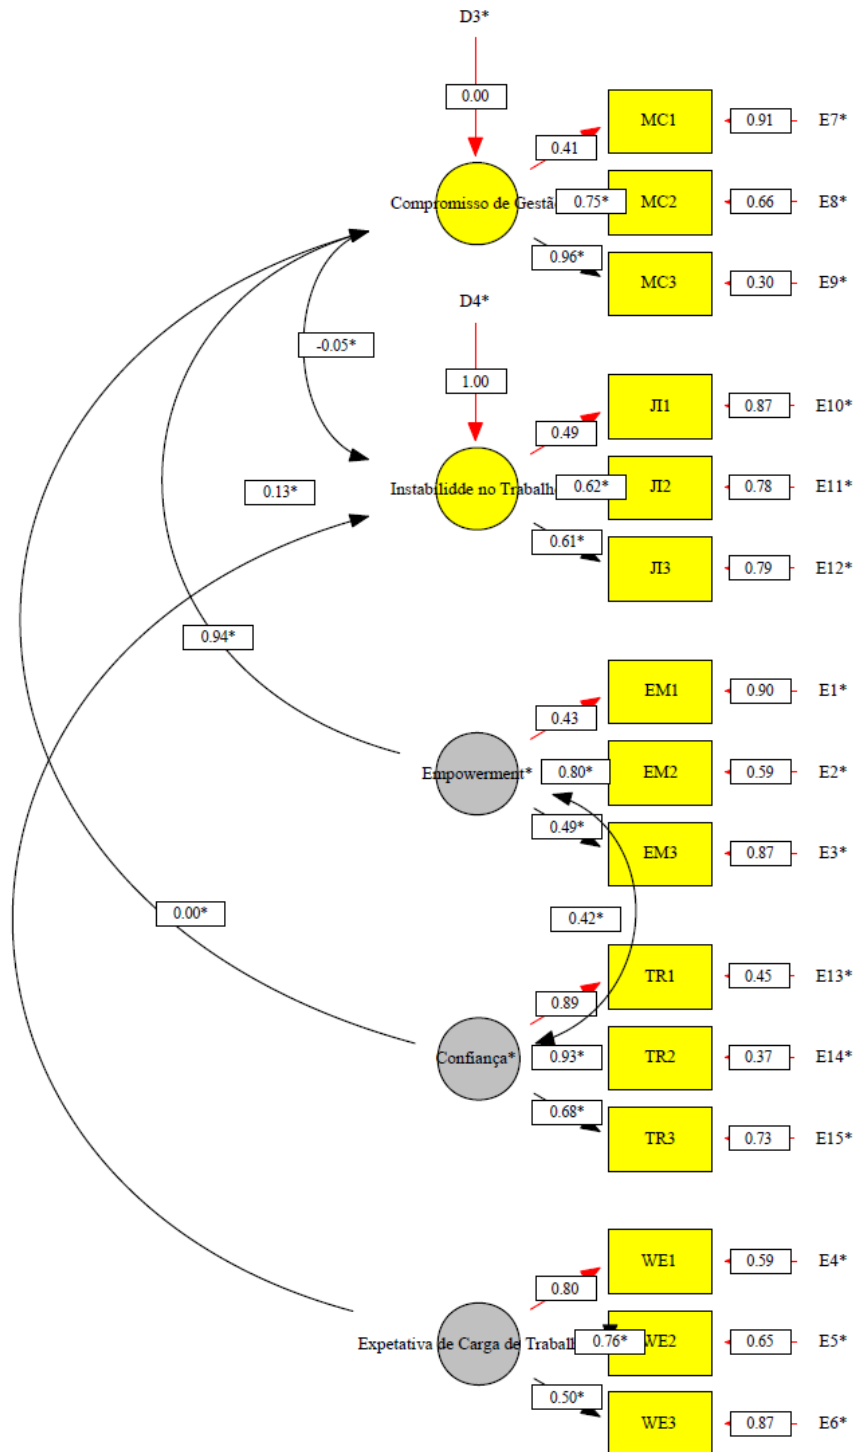 D3*
0.00
MC1
0.91
E7*
0.41
Compromisso de Gestã
0.75*
MC2
0.66
E8*
0.96*
MC3
0.30
E9*
D4*
-0.05*
1.00
JI1
0.87
E10*
0.49
0.13*
Instabilidde no Trabalh
0.62*
JI2
0.78
E11*
0.61*
JI3
0.79
E12*
0.94*
EM1
0.90
E1*
0.43
Empowerment*
0.80*
EM2
0.59
E2*
0.49*
EM3
0.87
E3*
0.00*
0.42*
TR1
0.45
E13*
0.89
Confiança*
0.93*
TR2
0.37
E14*
0.68*
TR3
0.73
E15*
WE1
0.59
E4*
0.80
Expetativa de Carga de Trabal
0.76*
WE2
0.65
E5*
0.50*
WE3
0.87
E6*